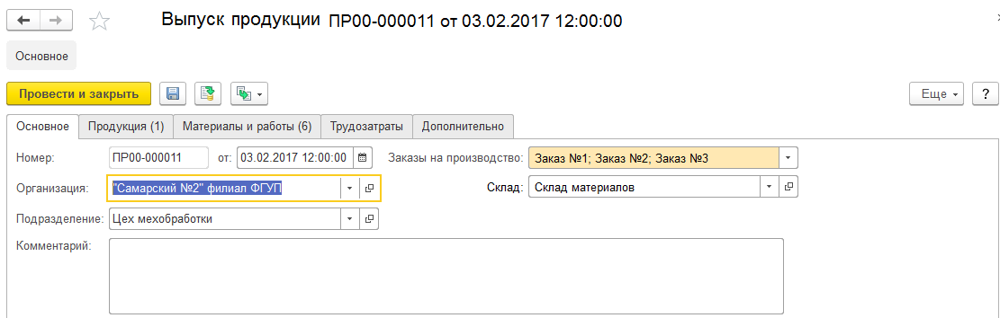 Выпуск продукции ПР00-000011 от 03.02.2017 12:00:00
Основное
Провести и закрыть Еще ?
Основное Продукция (1) Материалы и работы (6) Трудозатраты Дополнительно
Номер: ПР00-000011 от: 03.02.2017 12:00:00 Заказы на производство: Заказ №1; Заказ №2; Заказ №3
Организация: "Самарский №2" филиал ФГУП Склад: Склад материалов
Подразделение: Цех мехобработки
Комментарий: